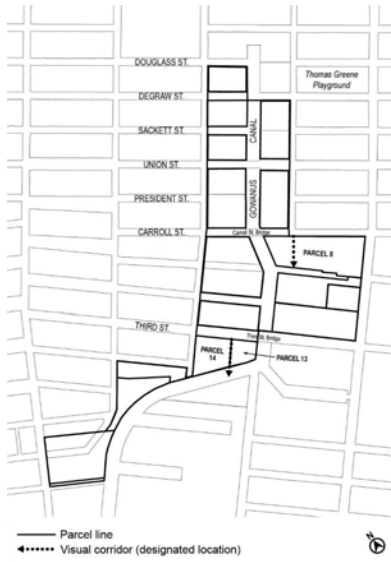 DOUGLASS ST.
Thomas Greene
Playground
DEGRAW ST.
SACKETT ST.
CANAL
UNION ST.
PRESIDENT ST.
GOWANUS
CARROLL ST.
Carroll St. Bridge
PARCEL 8
THIRD ST.
Third St. Bridge
PARCEL
14
PARCEL 13
Parcel line
Visual corridor (designated location)
N